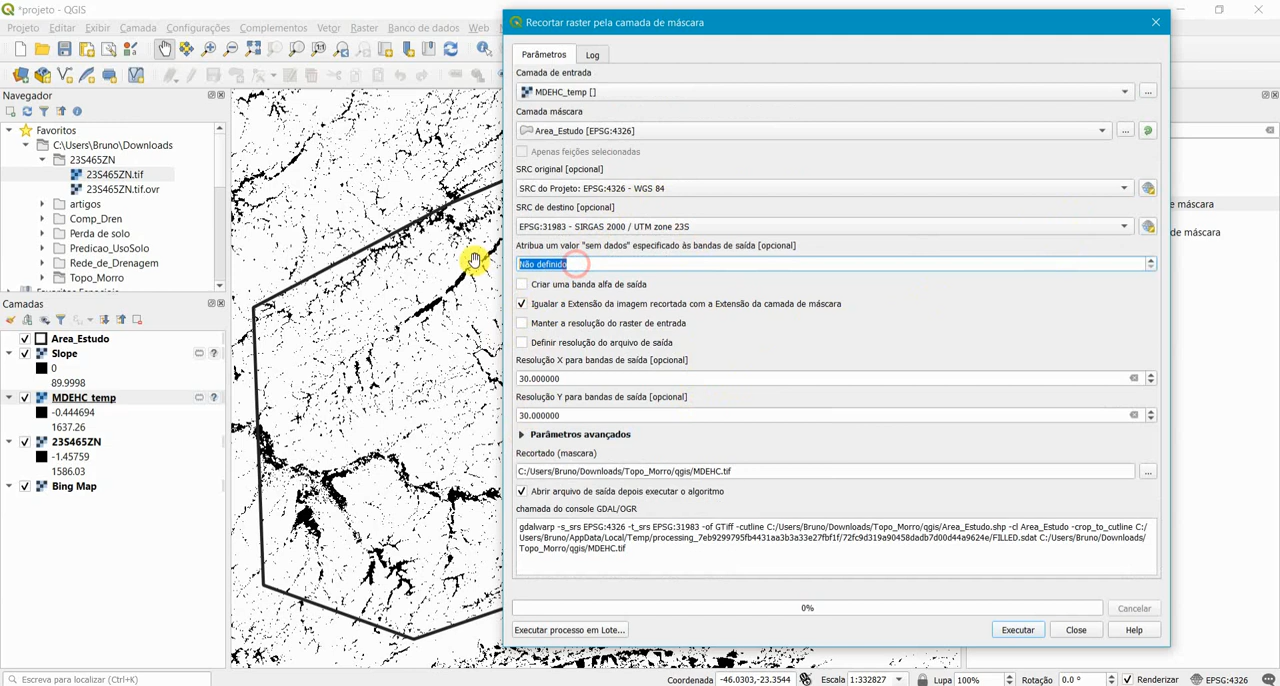 *projeto - QGIS
Projeto Editar Exibir Camada Configurações Complementos Vetor Raster Banco de dados Web
Navegador
Favoritos
C:\Users\Bruno\Downloads
23S465ZN
23S465ZN.tif
23S465ZN.tif.ovr
artigos
Comp_Dren
Perda de solo
Predicao_UsoSolo
Rede_de_Drenagem
Topo_Morro
Camadas
Area_Estudo
Slope
0
89.9998
MDEHC_temp
-0.444694
1637.26
23S465ZN
-1.45759
1586.03
Bing Map
Recortar raster pela camada de máscara
Parâmetros Log
Camada de entrada
MDEHC_temp []
Camada máscara
Area_Estudo [EPSG:4326]
Apenas feições selecionadas
SRC original [opcional]
SRC do Projeto: EPSG:4326 - WGS 84
SRC de destino [opcional]
EPSG:31983 - SIRGAS 2000 / UTM zone 23S
Atribua um valor "sem dados" especificado às bandas de saída [opcional]
Não definido
Criar uma banda alfa de saída
Igualar a Extensão da imagem recortada com a Extensão da camada de máscara
Manter a resolução do raster de entrada
Definir resolução do arquivo de saída
Resolução X para bandas de saída [opcional]
30.000000
Resolução Y para bandas de saída [opcional]
30.000000
Parâmetros avançados
Recortado (mascara)
C:/Users/Bruno/Downloads/Topo_Morro/qgis/MDEHC.tif
Abrir arquivo de saída depois executar o algoritmo
chamada do console GDAL/OGR
gdalwarp -s_srs EPSG:4326 -t_srs EPSG:31983 -of GTiff -cutline C:/Users/Bruno/Downloads/Topo_Morro/qgis/Area_Estudo.shp -cl Area_Estudo -crop_to_cutline C:/
Users/Bruno/AppData/Local/Temp/processing_7eb9299795fb4431aa3b3a33e27fbf1f/72fc9d319a90458dadb7d00d44a9624e/FILLED.sdat C:/Users/Bruno/Downloads/
Topo_Morro/qgis/MDEHC.tif
0%
Cancelar
Executar processo em Lote... Executar Close Help
e máscara
de máscara
Escreva para localizar (Ctrl+K) Coordenada -46.0303,-23.3544 Escala 1:332827 Lupa 100% Rotação 0.0 ° Renderizar EPSG:4326